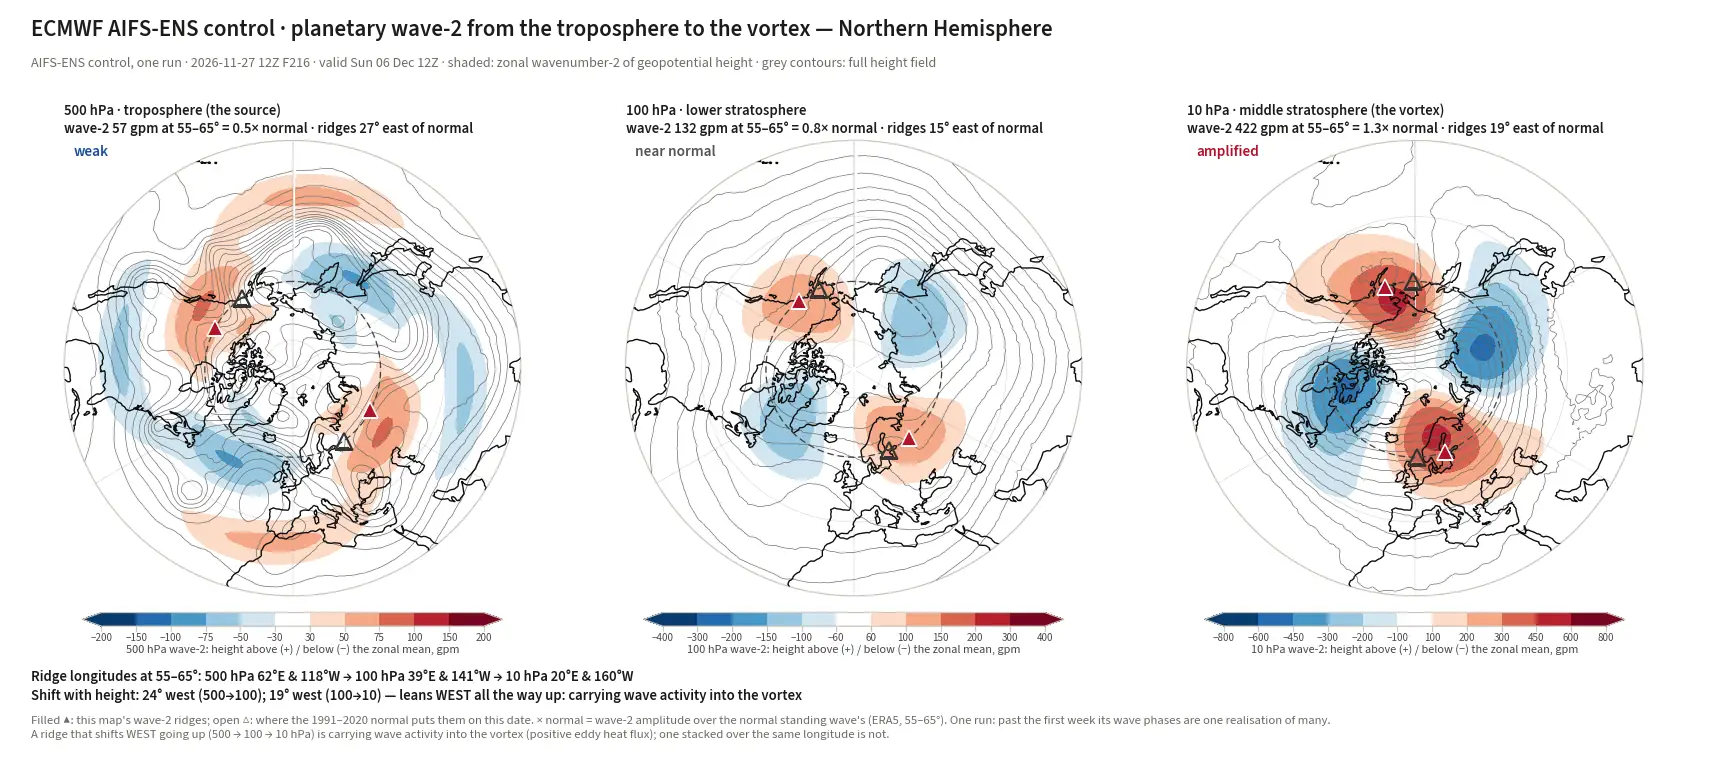 ECMWF AIFS-ENS control · planetary wave-2 from the troposphere to the vortex — Northern Hemisphere
AIFS-ENS control, one run · 2026-11-27 12Z F216 · valid Sun 06 Dec 12Z · shaded: zonal wavenumber-2 of geopotential height · grey contours: full height field
500 hPa · troposphere (the source)
wave-2 57 gpm at 55–65° = 0.5× normal · ridges 27° east of normal
weak
100 hPa · lower stratosphere
wave-2 132 gpm at 55–65° = 0.8× normal · ridges 15° east of normal
near normal
10 hPa · middle stratosphere (the vortex)
wave-2 422 gpm at 55–65° = 1.3× normal · ridges 19° east of normal
amplified
−200 −150 −100 −75 −50 −30 30 50 75 100 150 200
500 hPa wave-2: height above (+) / below (−) the zonal mean, gpm
−400 −300 −200 −150 −100 −60 60 100 150 200 300 400
100 hPa wave-2: height above (+) / below (−) the zonal mean, gpm
−800 −600 −450 −300 −200 −100 100 200 300 450 600 800
10 hPa wave-2: height above (+) / below (−) the zonal mean, gpm
Ridge longitudes at 55–65°: 500 hPa 62°E & 118°W → 100 hPa 39°E & 141°W → 10 hPa 20°E & 160°W
Shift with height: 24° west (500→100); 19° west (100→10) — leans WEST all the way up: carrying wave activity into the vortex
Filled ▲: this map's wave-2 ridges; open △: where the 1991–2020 normal puts them on this date. × normal = wave-2 amplitude over the normal standing wave's (ERA5, 55–65°). One run: past the first week its wave phases are one realisation of many.
A ridge that shifts WEST going up (500 → 100 → 10 hPa) is carrying wave activity into the vortex (positive eddy heat flux); one stacked over the same longitude is not.